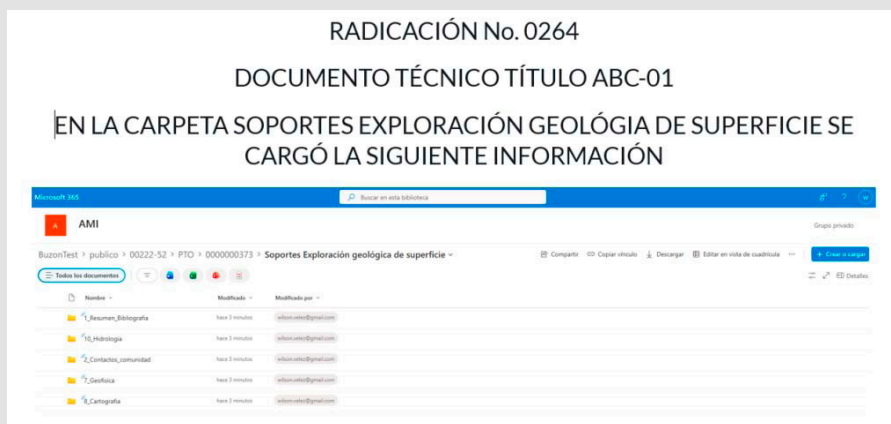 RADICACIÓN No. 0264
DOCUMENTO TÉCNICO TÍTULO ABC-01
EN LA CARPETA SOPORTES EXPLORACIÓN GEOLÓGIA DE SUPERFICIE SE
CARGÓ LA SIGUIENTE INFORMACIÓN
Microsoft 365 Buscar en esta biblioteca ?
A AMI Grupo privado
BuzonTest > publico > 00222-52 > PTO > 0000000373 > Soportes Exploración geológica de superficie Compartir Copiar vínculo Descargar Editar en vista de cuadrícula ... + Crear o cargar
Todos los documentos Detalles
Nombre Modificado Modificado por
1_Resumen_Bibliografia hace 3 minutos wilson.velez@gmail.com
10_Hidrologia hace 3 minutos wilson.velez@gmail.com
2_Contactos_comunidad hace 3 minutos wilson.velez@gmail.com
7_Geofisica hace 3 minutos wilson.velez@gmail.com
8_Cartografia hace 3 minutos wilson.velez@gmail.com